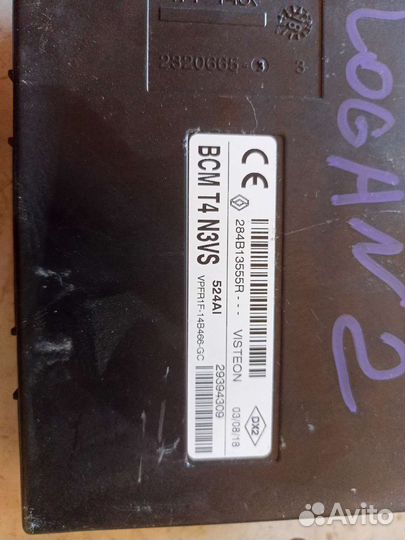 2320665-
3
LOGAN 2
CE
284B13555R---
VISTEON
BCM T4 N3VS
524AI
VPFR1F-14B466-GC
29394309
03/08/18
DX2
Avito